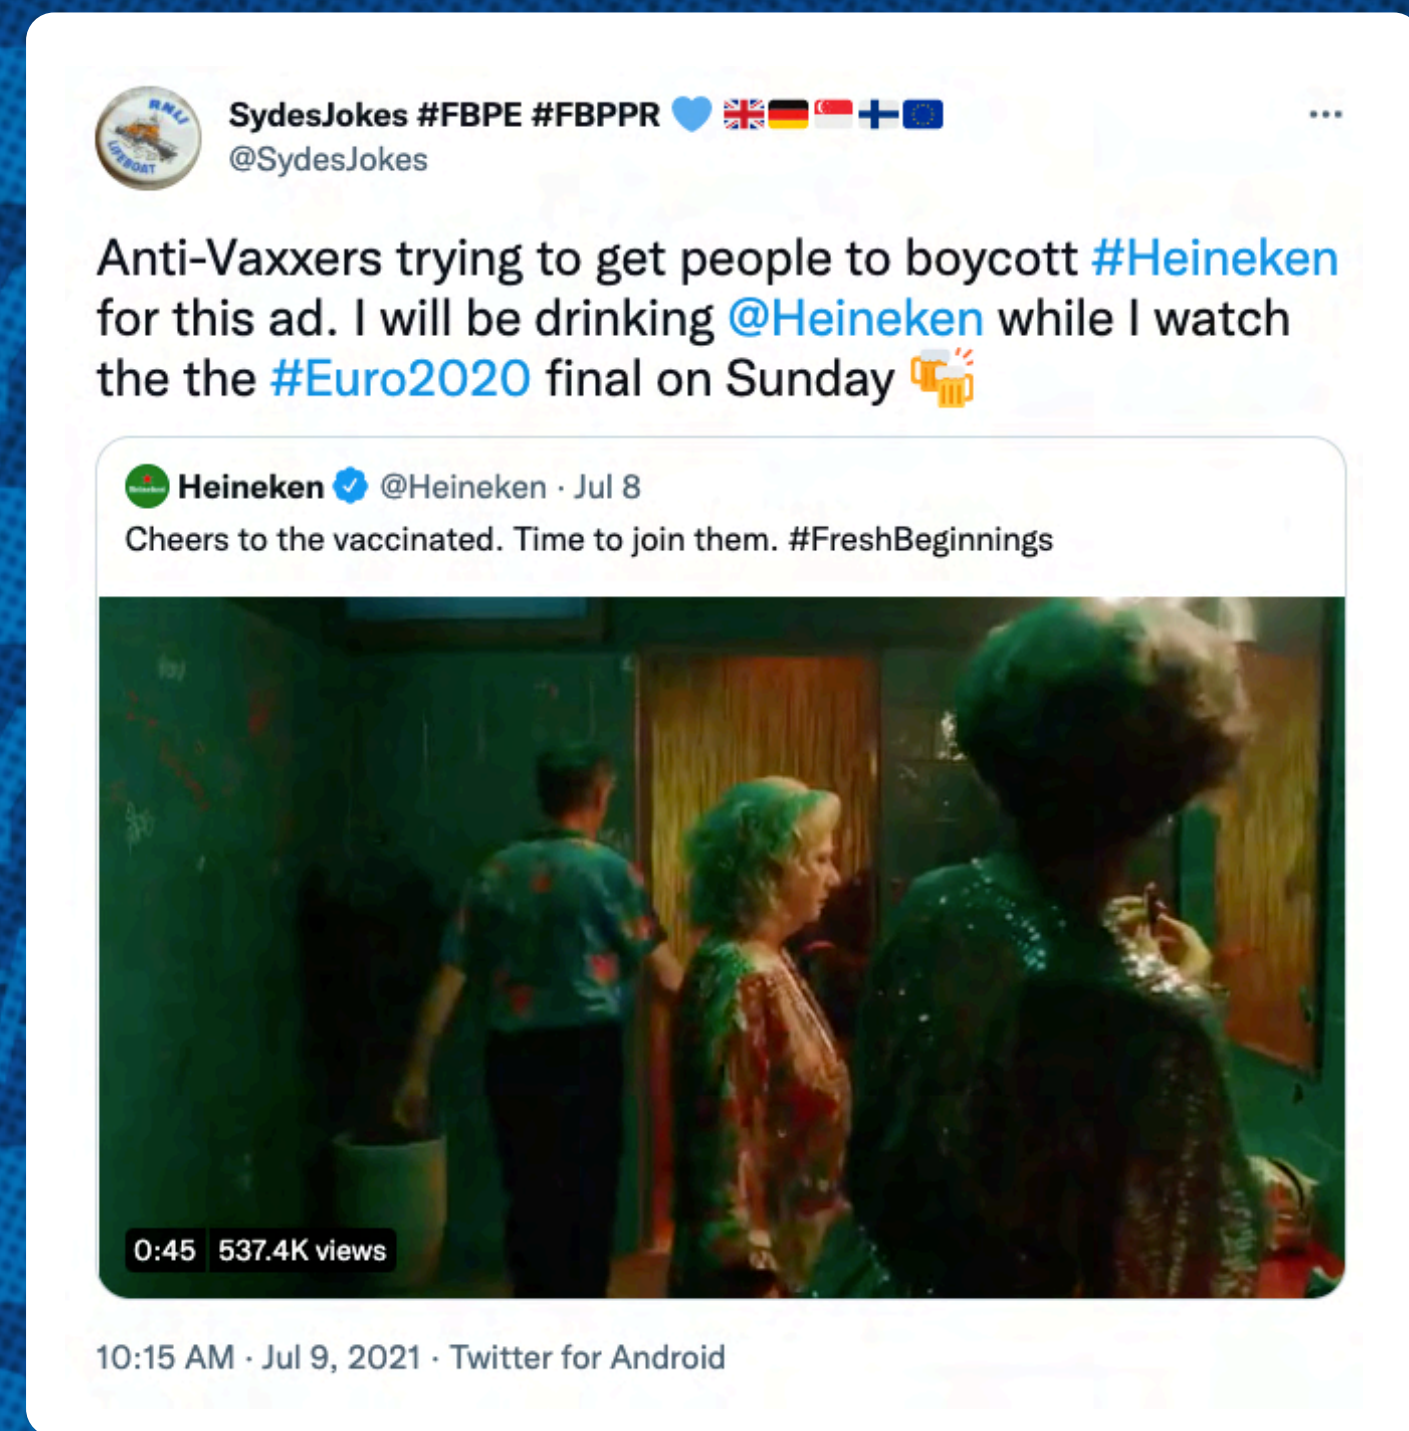 RNLI
LIFEBOAT
SydesJokes #FBPE #FBPPR 💙 🇬🇧🇩🇪🇸🇬🇫🇮🇪🇺
@SydesJokes
Anti-Vaxxers trying to get people to boycott #Heineken
for this ad. I will be drinking @Heineken while I watch
the the #Euro2020 final on Sunday 🍻
Heineken @Heineken · Jul 8
Cheers to the vaccinated. Time to join them. #FreshBeginnings
0:45 537.4K views
10:15 AM · Jul 9, 2021 · Twitter for Android